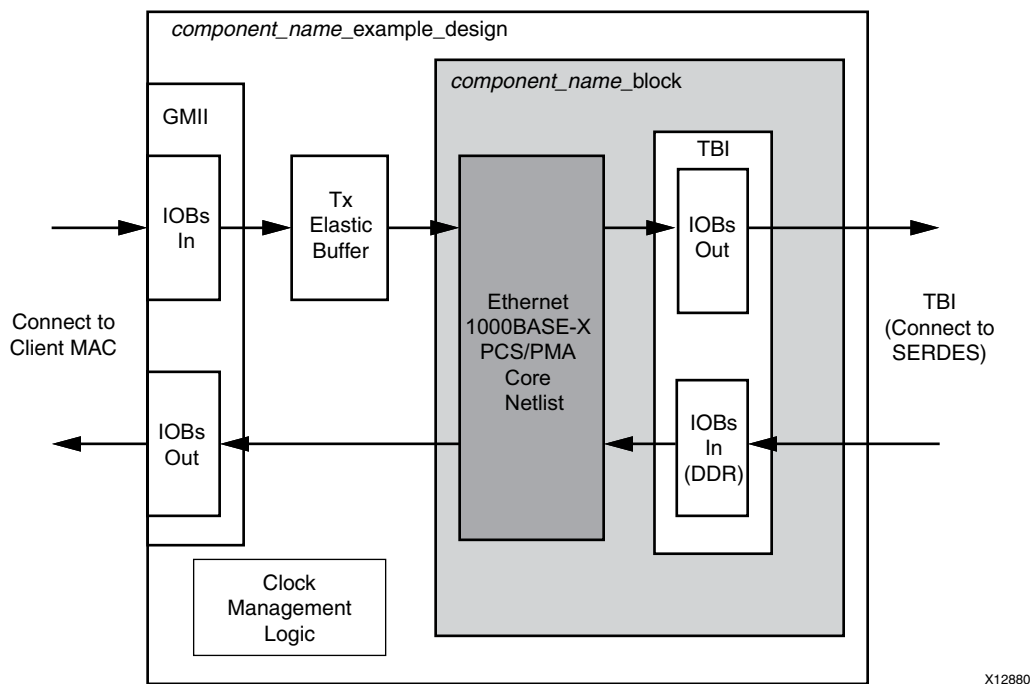 component_name_example_design
component_name_block
GMII
TBI
IOBs
In
Tx
Elastic
Buffer
IOBs
Out
Ethernet
1000BASE-X
PCS/PMA
Core
Netlist
Connect to
Client MAC
TBI
(Connect to
SERDES)
IOBs
Out
IOBs
In
(DDR)
Clock
Management
Logic
X12880